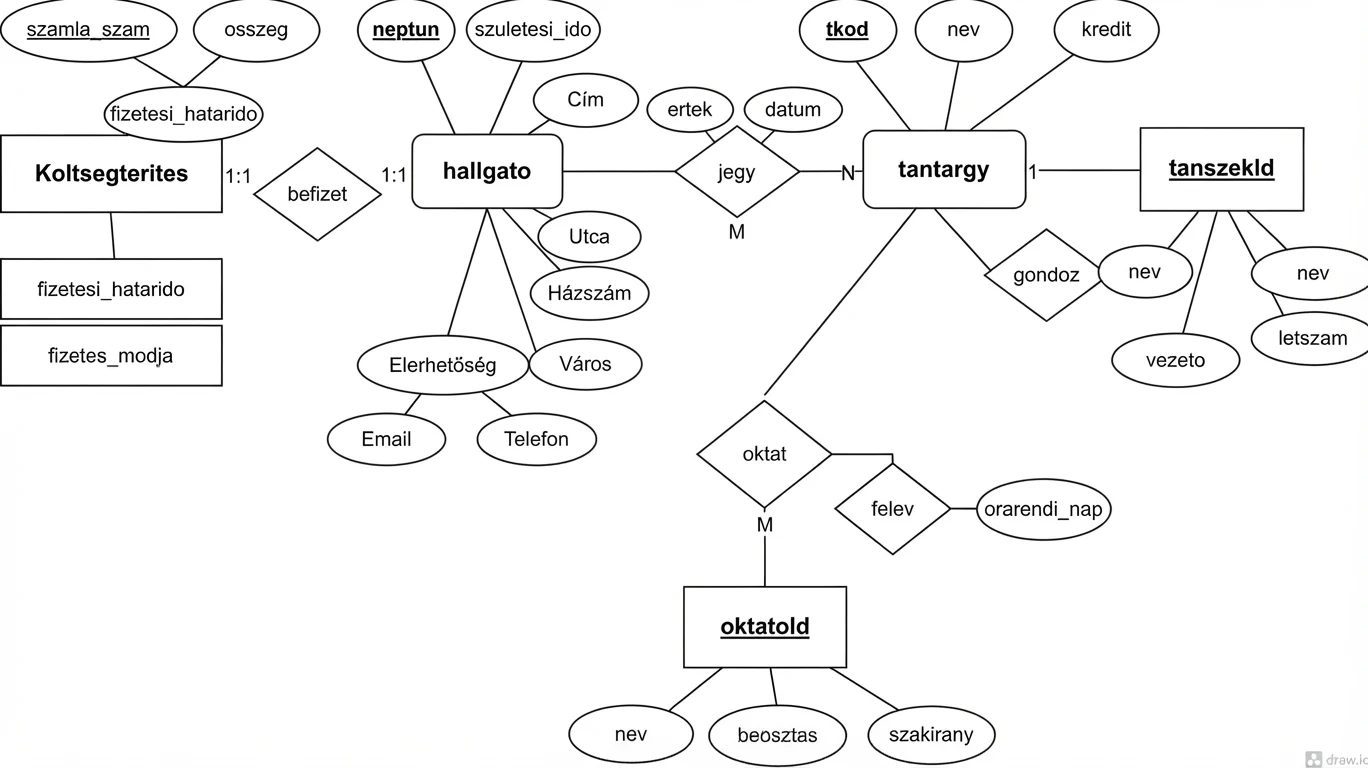 szamla_szam
osszeg
neptun
szuletesi_ido
tkod
nev
kredit
fizetesi_hatarido
Cím
ertek
datum
Koltsegterites
1:1
befizet
1:1
hallgato
jegy
N
tantargy
1
tanszekId
M
Utca
Házszám
gondoz
nev
nev
fizetesi_hatarido
fizetes_modja
Elerhetöség
Város
vezeto
letszam
Email
Telefon
oktat
felev
orarendi_nap
M
oktatoId
nev
beosztas
szakirany
draw.io